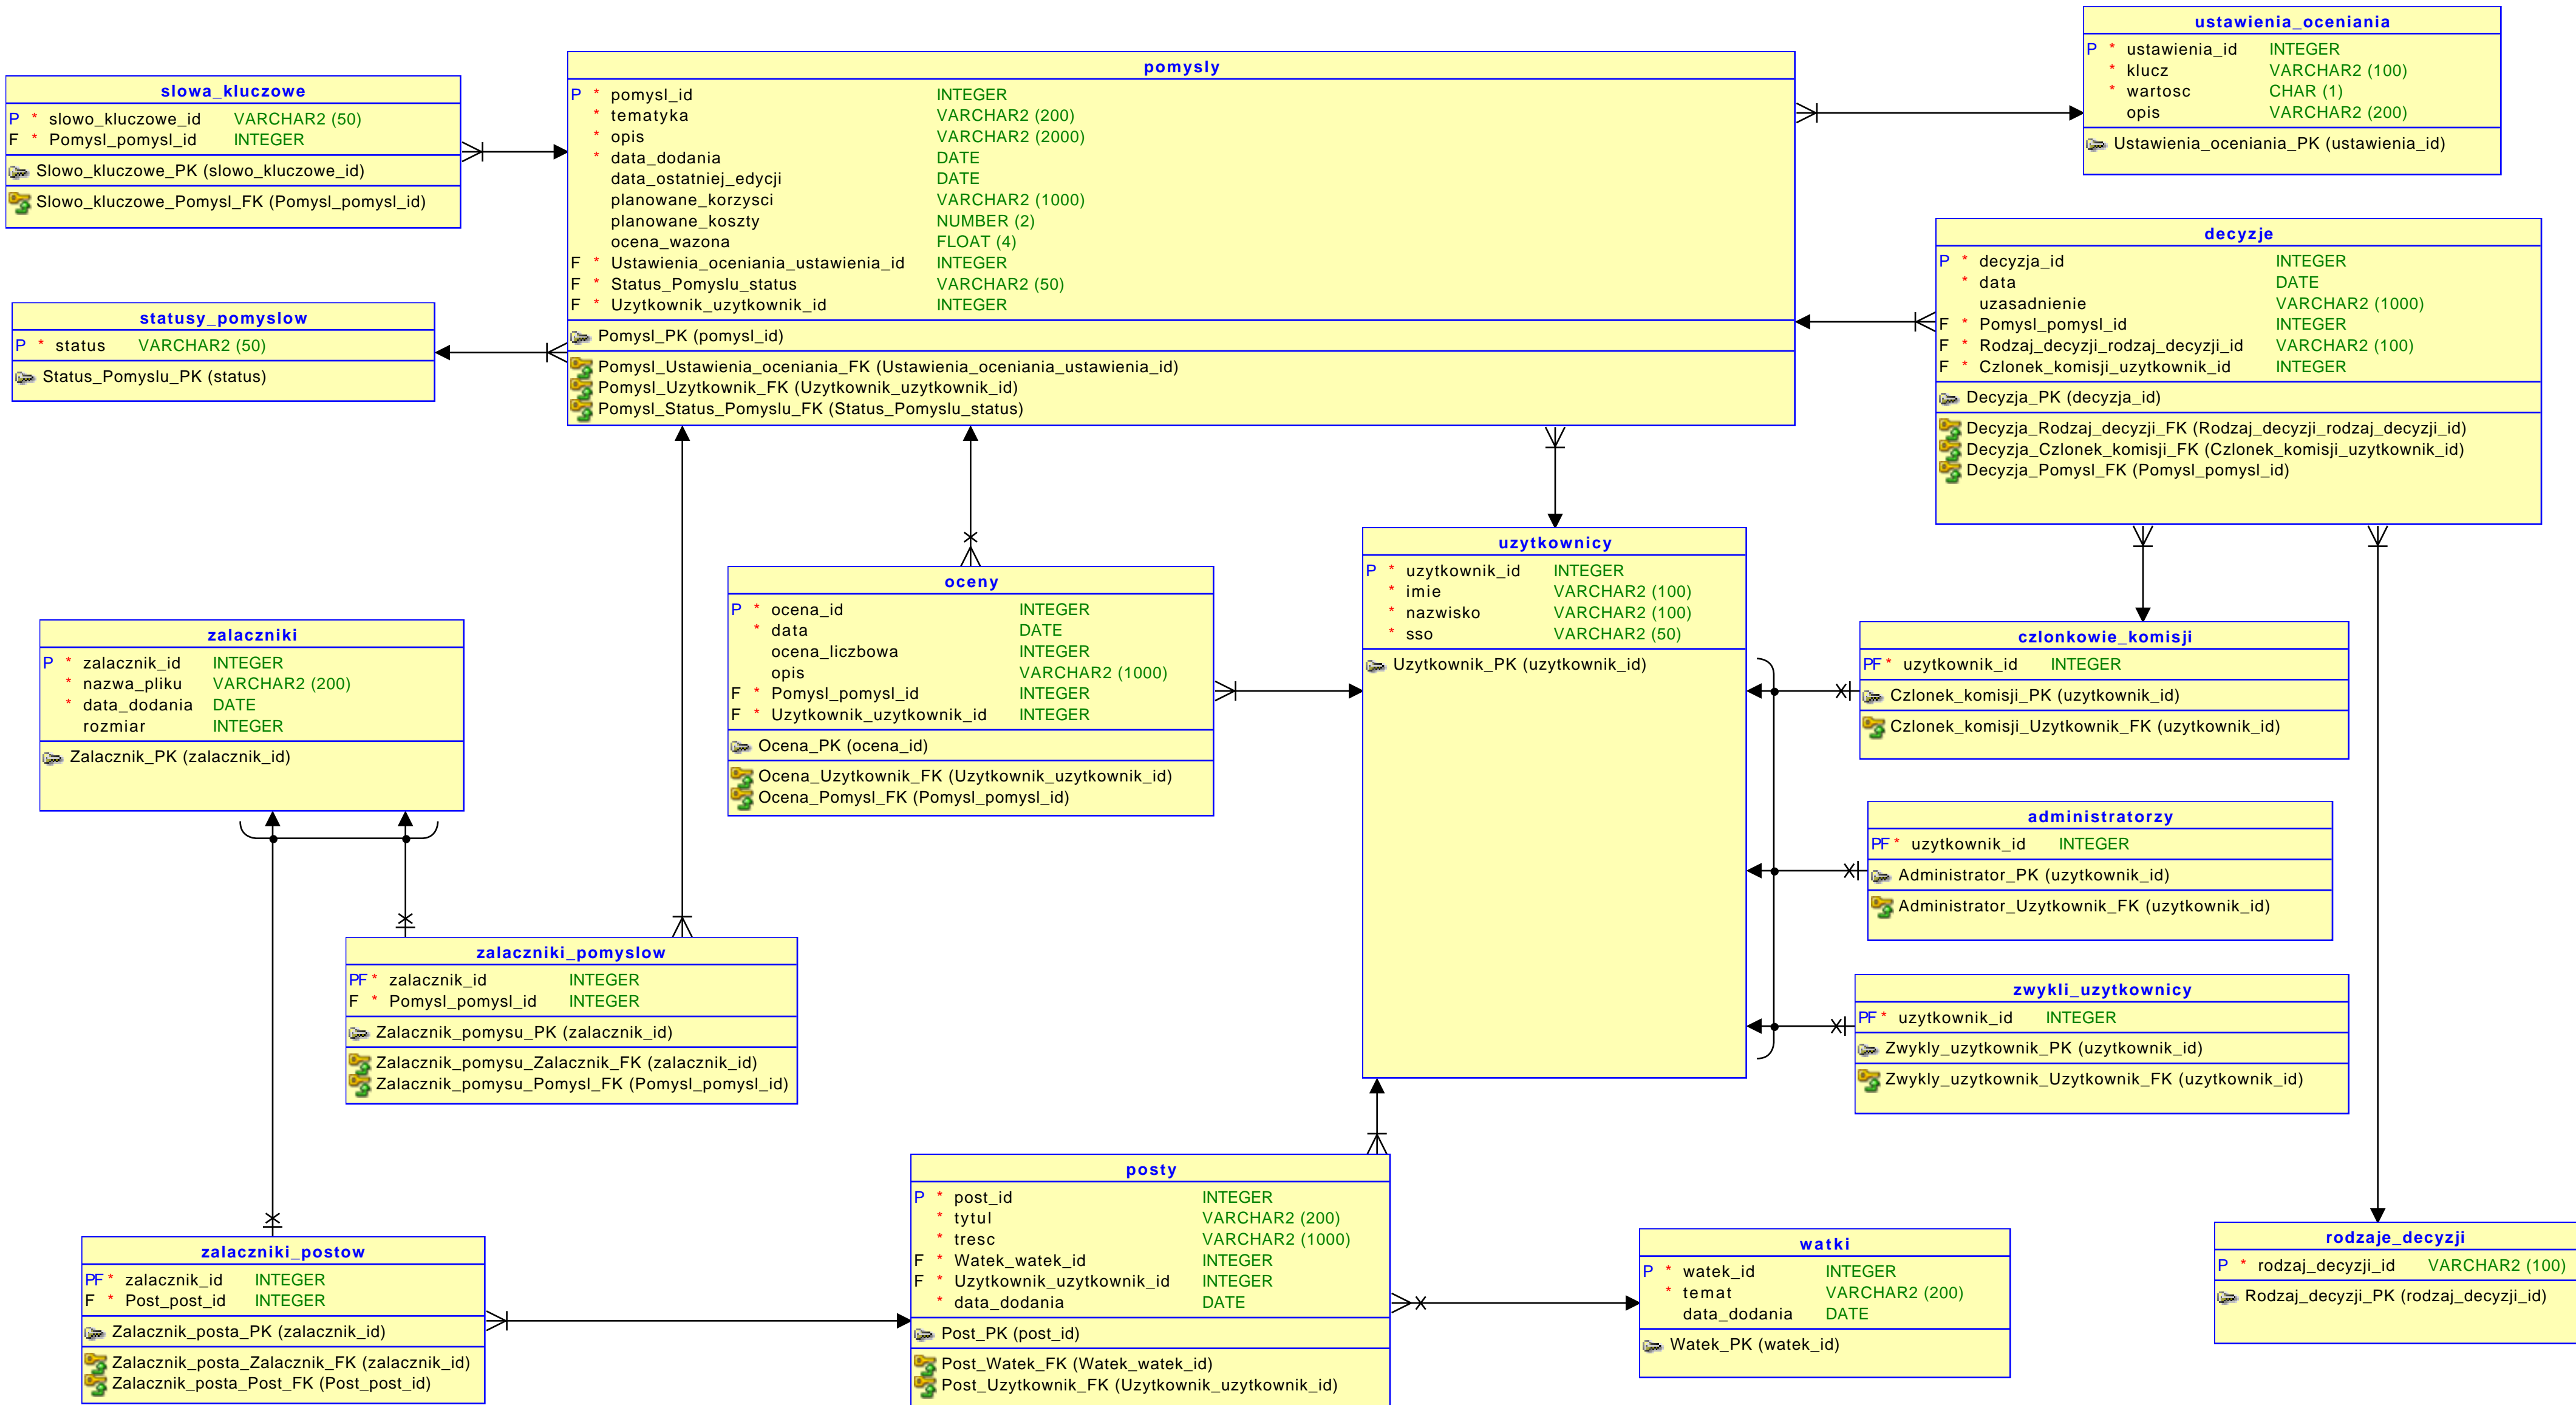 slowa_kluczowe
P * slowo_kluczowe_id VARCHAR2 (50)
F * Pomysl_pomysl_id INTEGER
Slowo_kluczowe_PK (slowo_kluczowe_id)
Slowo_kluczowe_Pomysl_FK (Pomysl_pomysl_id)
statusy_pomyslow
P * status VARCHAR2 (50)
Status_Pomyslu_PK (status)
pomysly
P * pomysl_id INTEGER
* tematyka VARCHAR2 (200)
* opis VARCHAR2 (2000)
* data_dodania DATE
data_ostatniej_edycji DATE
planowane_korzysci VARCHAR2 (1000)
planowane_koszty NUMBER (2)
ocena_wazona FLOAT (4)
F * Ustawienia_oceniania_ustawienia_id INTEGER
F * Status_Pomyslu_status VARCHAR2 (50)
F * Uzytkownik_uzytkownik_id INTEGER
Pomysl_PK (pomysl_id)
Pomysl_Ustawienia_oceniania_FK (Ustawienia_oceniania_ustawienia_id)
Pomysl_Uzytkownik_FK (Uzytkownik_uzytkownik_id)
Pomysl_Status_Pomyslu_FK (Status_Pomyslu_status)
ustawienia_oceniania
P * ustawienia_id INTEGER
* klucz VARCHAR2 (100)
* wartosc CHAR (1)
opis VARCHAR2 (200)
Ustawienia_oceniania_PK (ustawienia_id)
decyzje
P * decyzja_id INTEGER
* data DATE
uzasadnienie VARCHAR2 (1000)
F * Pomysl_pomysl_id INTEGER
F * Rodzaj_decyzji_rodzaj_decyzji_id VARCHAR2 (100)
F * Czlonek_komisji_uzytkownik_id INTEGER
Decyzja_PK (decyzja_id)
Decyzja_Rodzaj_decyzji_FK (Rodzaj_decyzji_rodzaj_decyzji_id)
Decyzja_Czlonek_komisji_FK (Czlonek_komisji_uzytkownik_id)
Decyzja_Pomysl_FK (Pomysl_pomysl_id)
zalaczniki
P * zalacznik_id INTEGER
* nazwa_pliku VARCHAR2 (200)
* data_dodania DATE
rozmiar INTEGER
Zalacznik_PK (zalacznik_id)
oceny
P * ocena_id INTEGER
* data DATE
ocena_liczbowa INTEGER
opis VARCHAR2 (1000)
F * Pomysl_pomysl_id INTEGER
F * Uzytkownik_uzytkownik_id INTEGER
Ocena_PK (ocena_id)
Ocena_Uzytkownik_FK (Uzytkownik_uzytkownik_id)
Ocena_Pomysl_FK (Pomysl_pomysl_id)
uzytkownicy
P * uzytkownik_id INTEGER
* imie VARCHAR2 (100)
* nazwisko VARCHAR2 (100)
* sso VARCHAR2 (50)
Uzytkownik_PK (uzytkownik_id)
czlonkowie_komisji
PF * uzytkownik_id INTEGER
Czlonek_komisji_PK (uzytkownik_id)
Czlonek_komisji_Uzytkownik_FK (uzytkownik_id)
administratorzy
PF * uzytkownik_id INTEGER
Administrator_PK (uzytkownik_id)
Administrator_Uzytkownik_FK (uzytkownik_id)
zwykli_uzytkownicy
PF * uzytkownik_id INTEGER
Zwykly_uzytkownik_PK (uzytkownik_id)
Zwykly_uzytkownik_Uzytkownik_FK (uzytkownik_id)
zalaczniki_pomyslow
PF * zalacznik_id INTEGER
F * Pomysl_pomysl_id INTEGER
Zalacznik_pomysu_PK (zalacznik_id)
Zalacznik_pomysu_Zalacznik_FK (zalacznik_id)
Zalacznik_pomysu_Pomysl_FK (Pomysl_pomysl_id)
zalaczniki_postow
PF * zalacznik_id INTEGER
F * Post_post_id INTEGER
Zalacznik_posta_PK (zalacznik_id)
Zalacznik_posta_Zalacznik_FK (zalacznik_id)
Zalacznik_posta_Post_FK (Post_post_id)
posty
P * post_id INTEGER
* tytul VARCHAR2 (200)
* tresc VARCHAR2 (1000)
F * Watek_watek_id INTEGER
F * Uzytkownik_uzytkownik_id INTEGER
* data_dodania DATE
Post_PK (post_id)
Post_Watek_FK (Watek_watek_id)
Post_Uzytkownik_FK (Uzytkownik_uzytkownik_id)
watki
P * watek_id INTEGER
* temat VARCHAR2 (200)
data_dodania DATE
Watek_PK (watek_id)
rodzaje_decyzji
P * rodzaj_decyzji_id VARCHAR2 (100)
Rodzaj_decyzji_PK (rodzaj_decyzji_id)